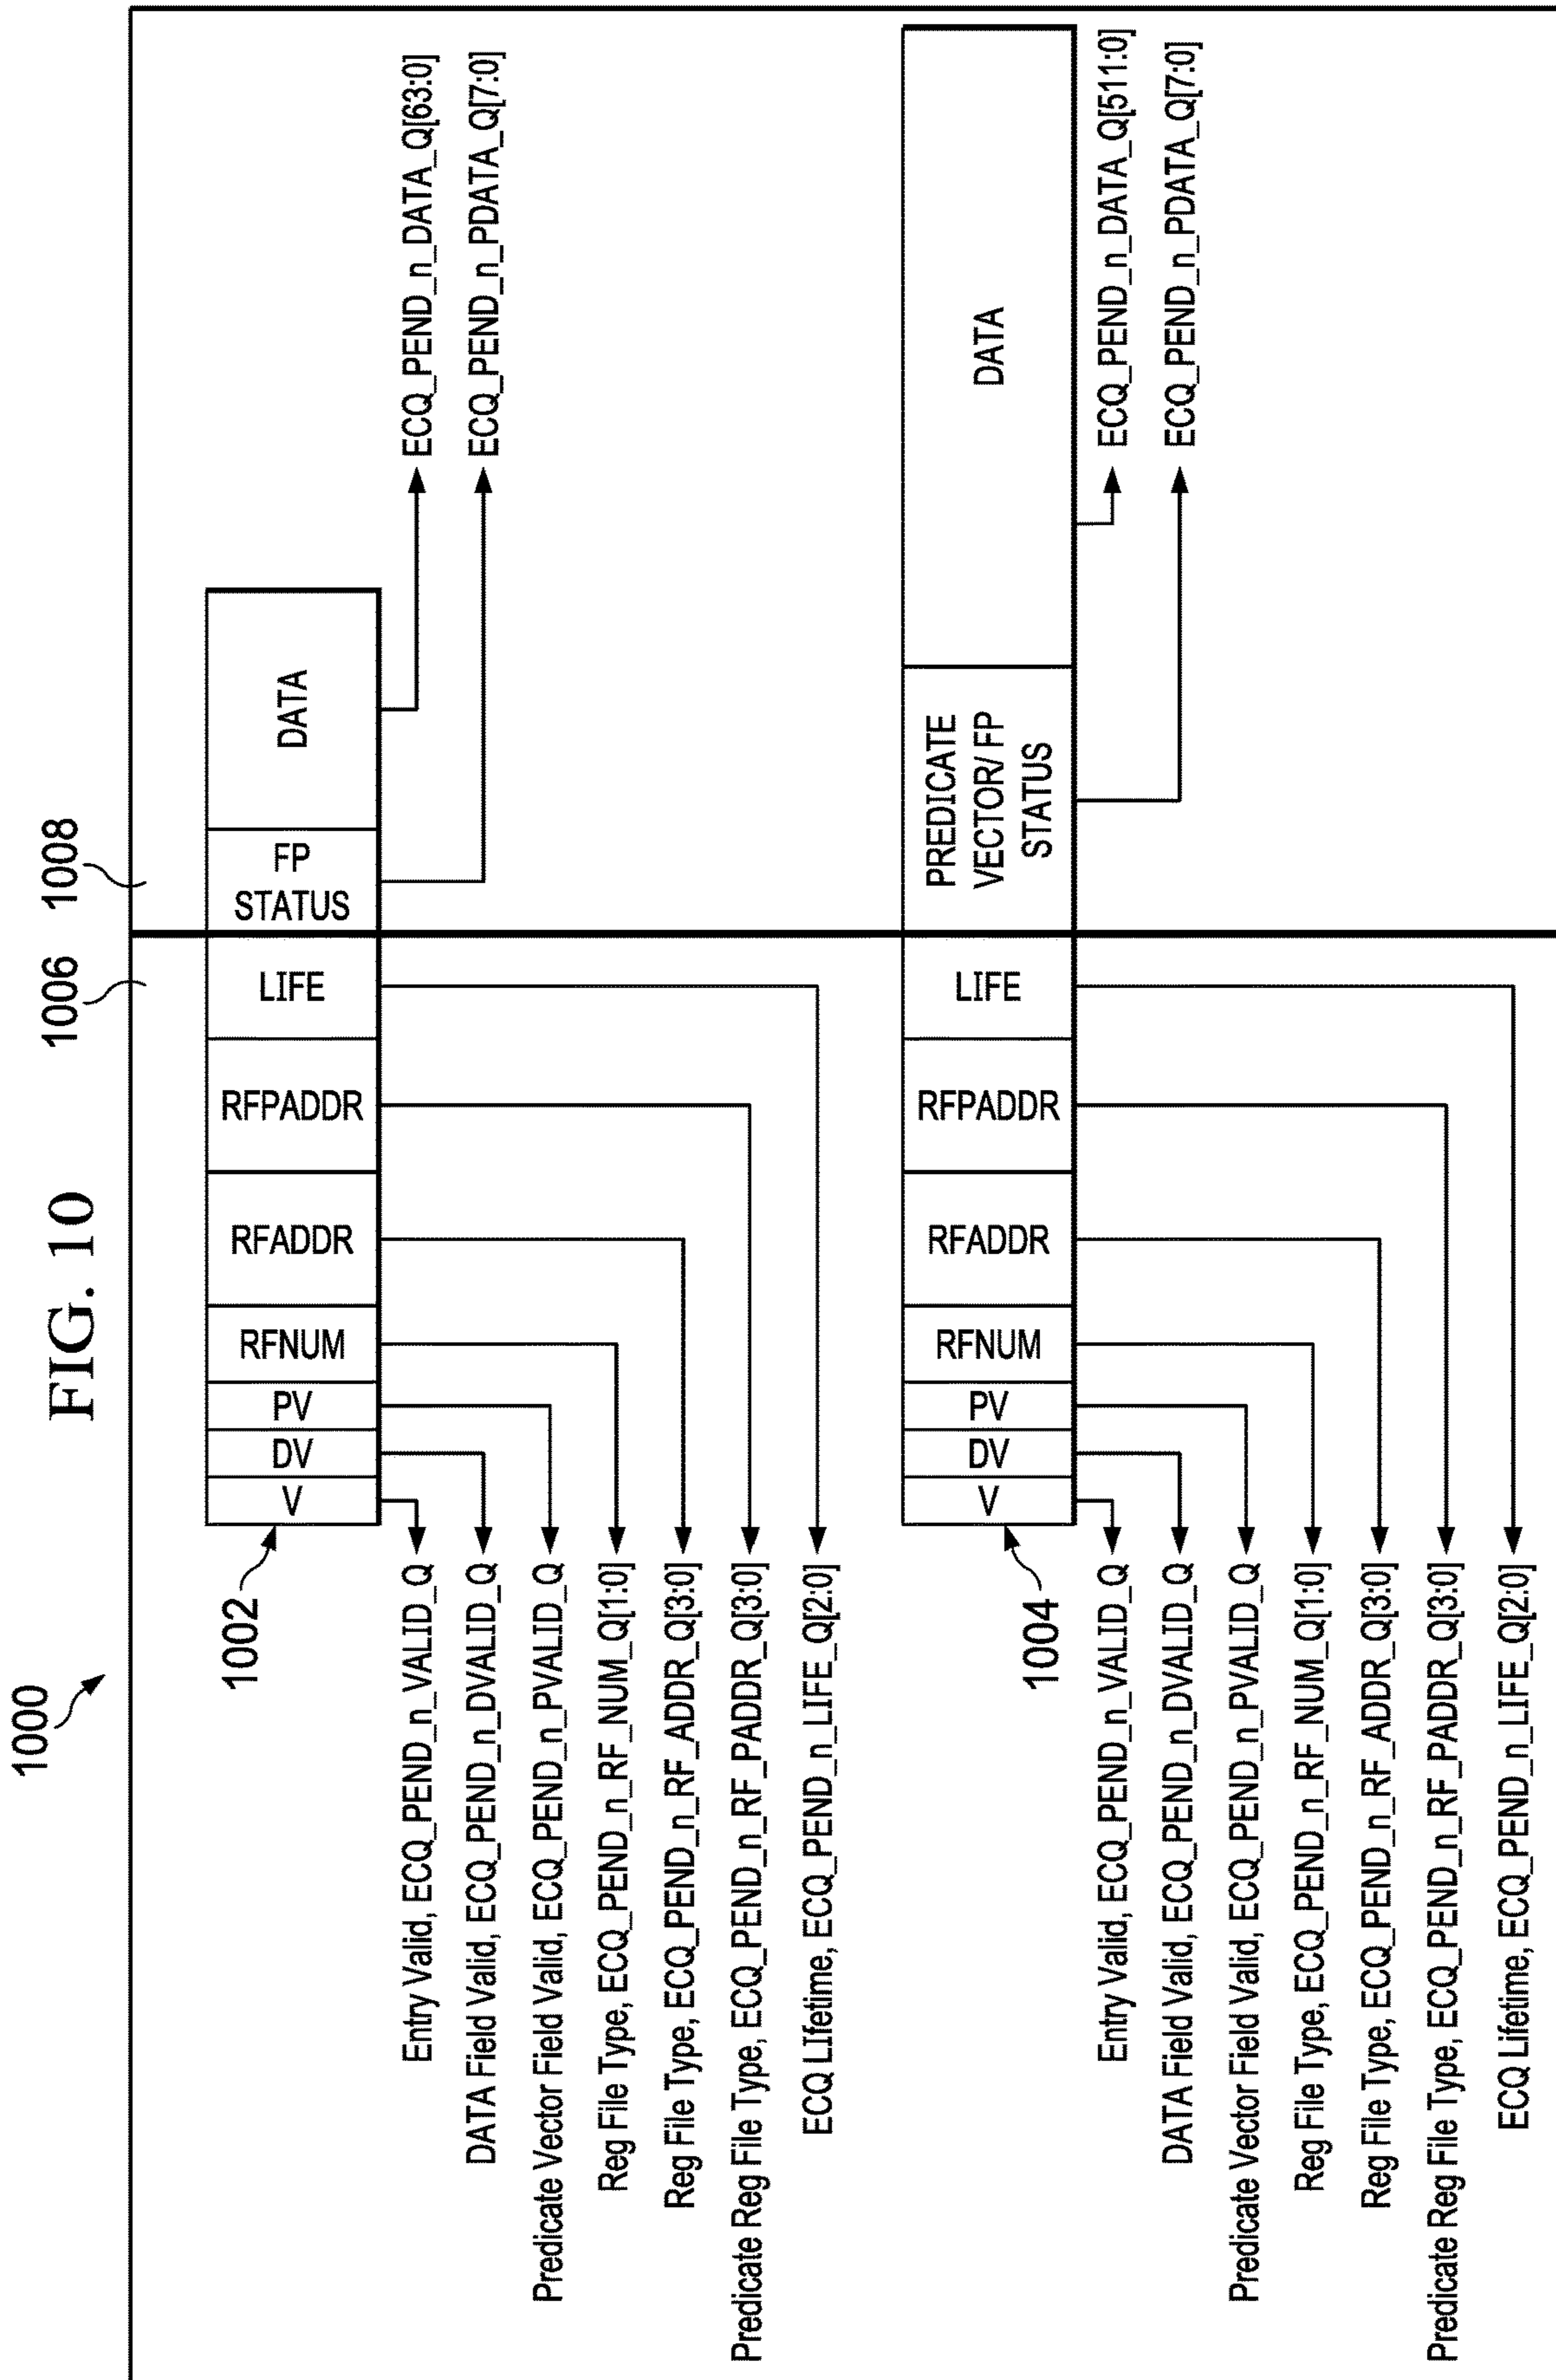 1000
FIG. 10
1006
1008
1002
V
DV
PV
RFNUM
RFADDR
RFPADDR
LIFE
FP
STATUS
DATA
Entry Valid, ECQ_PEND_n_VALID_Q
DATA Field Valid, ECQ_PEND_n_DVALID_Q
Predicate Vector Field Valid, ECQ_PEND_n_PVALID_Q
Reg File Type, ECQ_PEND_n_RF_NUM_Q[1:0]
Reg File Type, ECQ_PEND_n_RF_ADDR_Q[3:0]
Predicate Reg File Type, ECQ_PEND_n_RF_PADDR_Q[3:0]
ECQ LIfetime, ECQ_PEND_n_LIFE_Q[2:0]
ECQ_PEND_n_DATA_Q[63:0]
ECQ_PEND_n_PDATA_Q[7:0]
1004
V
DV
PV
RFNUM
RFADDR
RFPADDR
LIFE
PREDICATE
VECTOR/FP
STATUS
DATA
Entry Valid, ECQ_PEND_n_VALID_Q
DATA Field Valid, ECQ_PEND_n_DVALID_Q
Predicate Vector Field Valid, ECQ_PEND_n_PVALID_Q
Reg File Type, ECQ_PEND_n_RF_NUM_Q[1:0]
Reg File Type, ECQ_PEND_n_RF_ADDR_Q[3:0]
Predicate Reg File Type, ECQ_PEND_n_RF_PADDR_Q[3:0]
ECQ Lifetime, ECQ_PEND_n_LIFE_Q[2:0]
ECQ_PEND_n_DATA_Q[511:0]
ECQ_PEND_n_PDATA_Q[7:0]